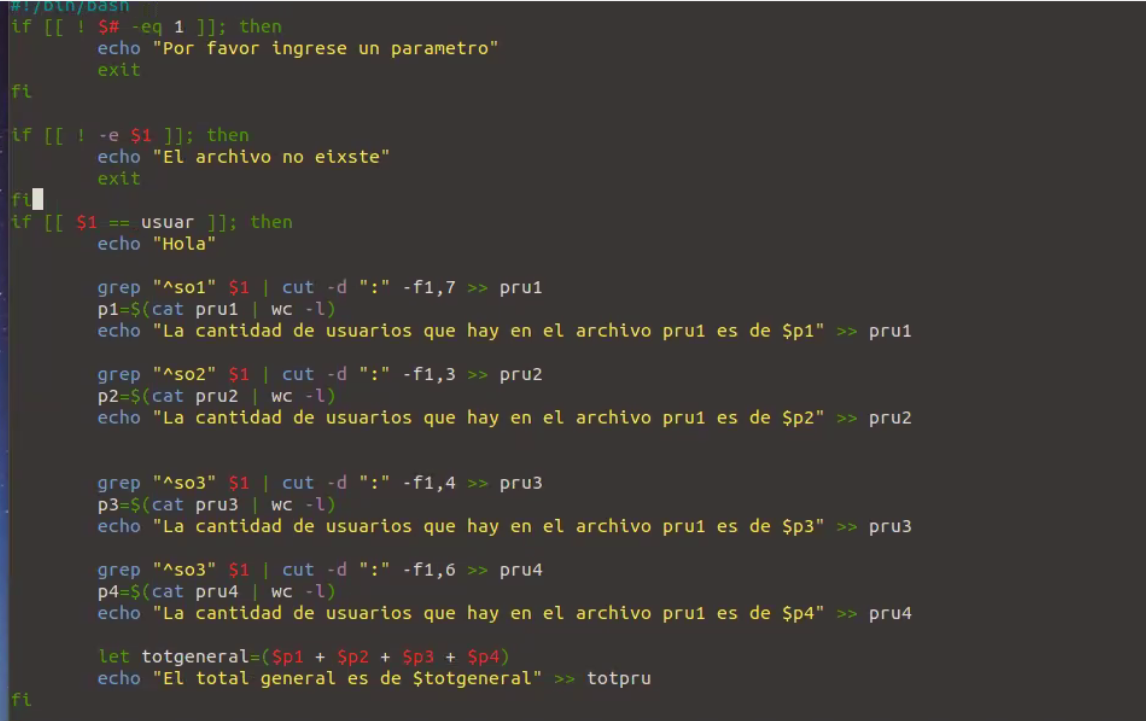 #!/bin/bash
if [[ ! $# -eq 1 ]]; then
        echo "Por favor ingrese un parametro"
        exit
fi

if [[ ! -e $1 ]]; then
        echo "El archivo no eixste"
        exit
fi
if [[ $1 == usuar ]]; then
        echo "Hola"

        grep "^so1" $1 | cut -d ":" -f1,7 >> pru1
        p1=$(cat pru1 | wc -l)
        echo "La cantidad de usuarios que hay en el archivo pru1 es de $p1" >> pru1

        grep "^so2" $1 | cut -d ":" -f1,3 >> pru2
        p2=$(cat pru2 | wc -l)
        echo "La cantidad de usuarios que hay en el archivo pru1 es de $p2" >> pru2


        grep "^so3" $1 | cut -d ":" -f1,4 >> pru3
        p3=$(cat pru3 | wc -l)
        echo "La cantidad de usuarios que hay en el archivo pru1 es de $p3" >> pru3

        grep "^so3" $1 | cut -d ":" -f1,6 >> pru4
        p4=$(cat pru4 | wc -l)
        echo "La cantidad de usuarios que hay en el archivo pru1 es de $p4" >> pru4

        let totgeneral=($p1 + $p2 + $p3 + $p4)
        echo "El total general es de $totgeneral" >> totpru
fi